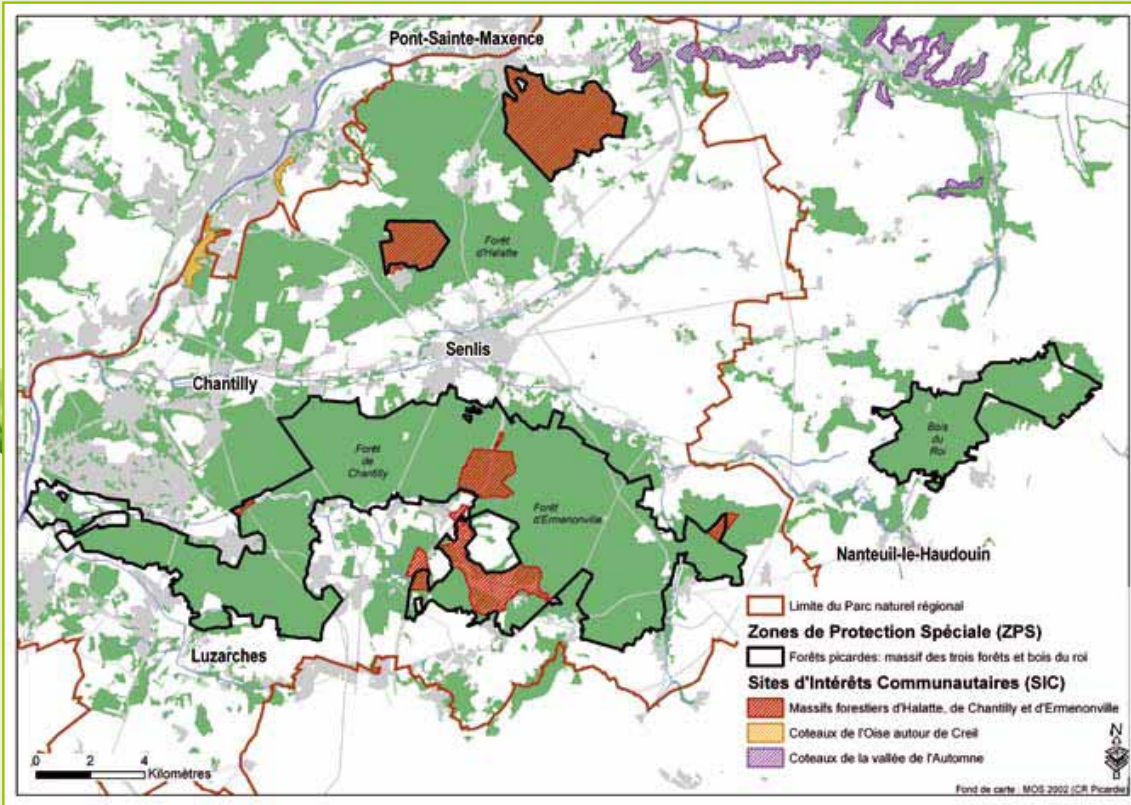 Pont-Sainte-Maxence
Forêt
d'Halatte
Senlis
Chantilly
Forêt
de
Chantilly
Bois
du
Roi
Forêt
d'Ermenonville
Nanteuil-le-Haudouin
Luzarches
Limite du Parc naturel régional
Zones de Protection Spéciale (ZPS)
Forêts picardes: massif des trois forêts et bois du roi
Sites d'Intérêts Communautaires (SIC)
Massifs forestiers d'Halatte, de Chantilly et d'Ermenonville
Coteaux de l'Oise autour de Creil
Coteaux de la vallée de l'Automne
0 2 4
Kilomètres
N
Fond de carte : MOS 2002 (CR Picardie)